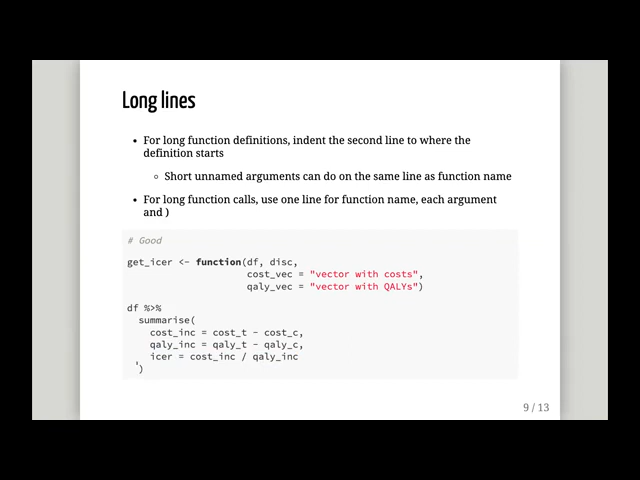 Long lines
• For long function definitions, indent the second line to where the
definition starts
◦ Short unnamed arguments can do on the same line as function name
• For long function calls, use one line for function name, each argument
and )
# Good
get_icer <- function(df, disc,
                     cost_vec = "vector with costs",
                     qaly_vec = "vector with QALYs")
df %>%
  summarise(
    cost_inc = cost_t - cost_c,
    qaly_inc = qaly_t - qaly_c,
    icer = cost_inc / qaly_inc
  )
9 / 13